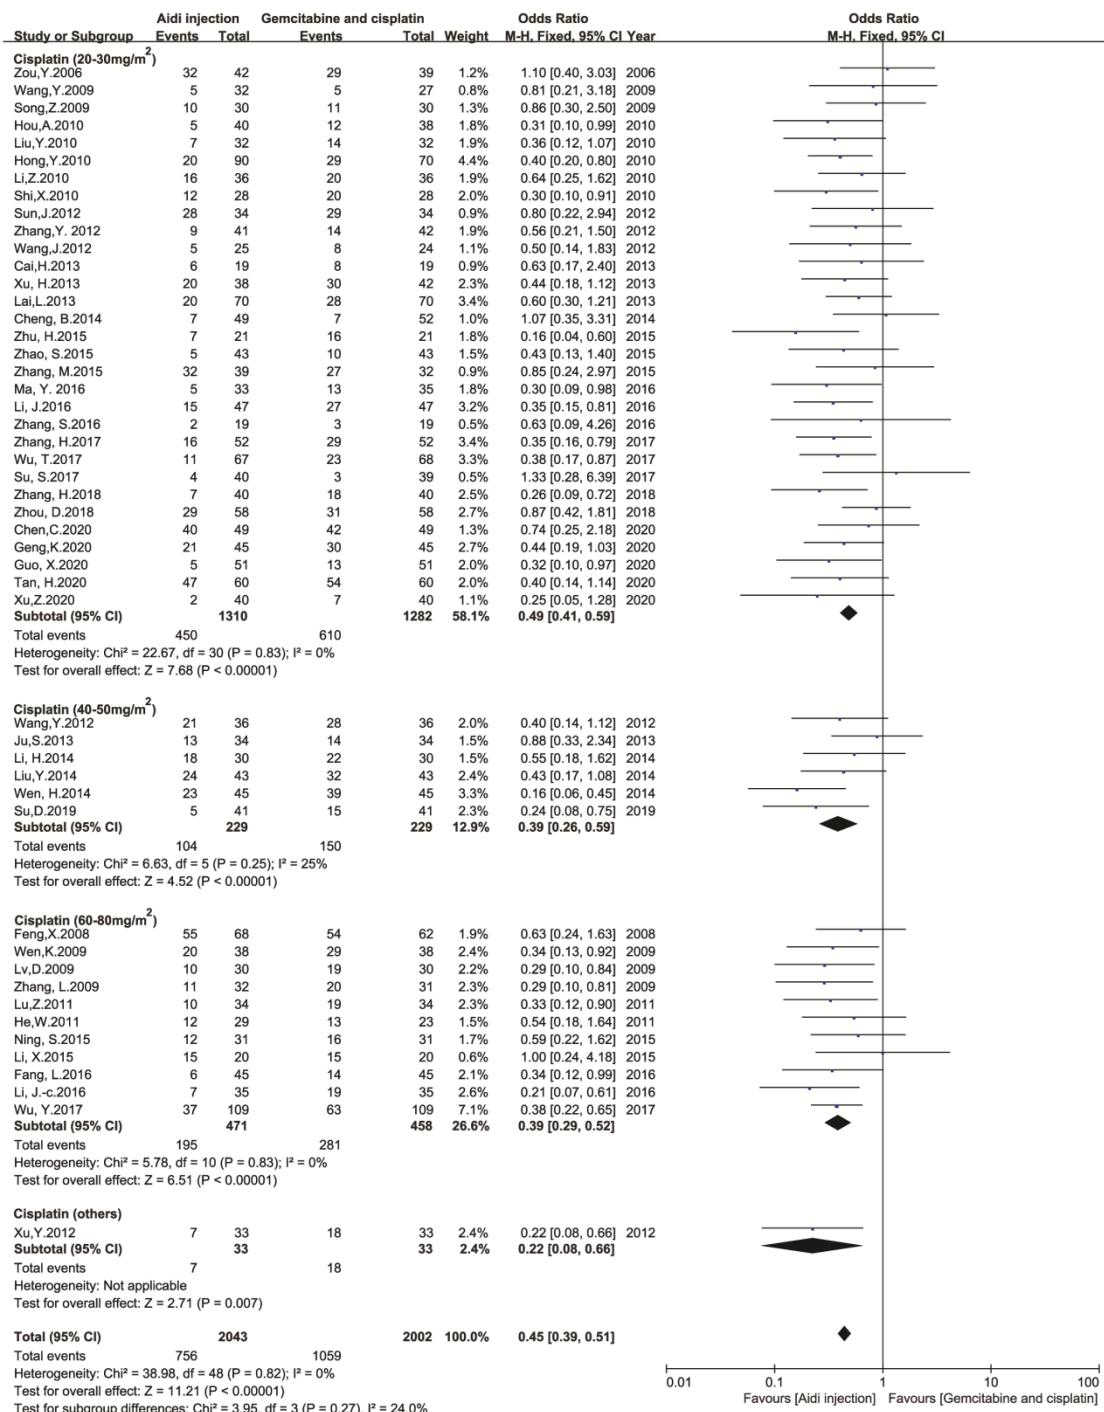 Aidi injection Gemcitabine and cisplatin Odds Ratio Odds Ratio
Study or Subgroup Events Total Events Total Weight M-H, Fixed, 95% CI Year M-H, Fixed, 95% CI
Cisplatin (20-30mg/m²)
Zou,Y.2006 32 42 29 39 1.2% 1.10 [0.40, 3.03] 2006
Wang,Y.2009 5 32 5 27 0.8% 0.81 [0.21, 3.18] 2009
Song,Z.2009 10 30 11 30 1.3% 0.86 [0.30, 2.50] 2009
Hou,A.2010 5 40 12 38 1.9% 0.31 [0.10, 0.99] 2010
Liu,Y.2010 7 32 14 32 1.9% 0.36 [0.12, 1.07] 2010
Hong,Y.2010 20 90 29 70 4.4% 0.40 [0.20, 0.80] 2010
Li,Z.2010 16 36 20 36 1.9% 0.64 [0.25, 1.62] 2010
Shi,X.2010 12 28 20 28 1.9% 0.30 [0.10, 0.91] 2010
Sun,J.2012 28 34 29 34 0.9% 0.80 [0.22, 2.94] 2012
Zhang,Y. 2012 9 41 14 42 1.8% 0.56 [0.21, 1.50] 2012
Wang,J.2012 5 25 8 24 1.1% 0.50 [0.14, 1.83] 2012
Cai,H.2013 6 19 8 19 0.9% 0.63 [0.17, 2.40] 2013
Xu, H.2013 20 38 30 42 2.3% 0.44 [0.18, 1.12] 2013
Lai,L.2013 20 70 28 70 3.4% 0.60 [0.30, 1.21] 2013
Cheng, B.2014 7 49 7 52 1.0% 1.07 [0.35, 3.31] 2014
Zhu, H.2015 7 21 16 21 1.8% 0.16 [0.04, 0.60] 2015
Zhao, S.2015 5 43 10 43 1.5% 0.43 [0.13, 1.40] 2015
Zhang, M.2015 32 39 27 32 0.9% 0.85 [0.24, 2.97] 2015
Ma, Y. 2016 5 33 13 35 1.8% 0.30 [0.09, 0.98] 2016
Li, J.2016 15 47 27 47 3.2% 0.35 [0.15, 0.81] 2016
Zhang, S.2016 2 19 3 19 0.5% 0.63 [0.09, 4.26] 2016
Zhang, H.2017 16 52 29 52 3.4% 0.35 [0.16, 0.79] 2017
Wu, T.2017 11 67 23 68 3.3% 0.38 [0.17, 0.87] 2017
Su, S.2017 4 40 3 39 0.5% 1.33 [0.28, 6.39] 2017
Zhang, H.2018 7 40 18 40 2.5% 0.26 [0.09, 0.72] 2018
Zhou, D.2018 29 58 31 58 2.7% 0.87 [0.42, 1.81] 2018
Chen,C.2020 40 49 42 49 1.3% 0.74 [0.25, 2.18] 2020
Geng,K.2020 21 45 30 45 2.7% 0.44 [0.19, 1.03] 2020
Guo, X.2020 5 51 13 51 2.0% 0.32 [0.10, 0.97] 2020
Tan, H.2020 47 60 54 60 2.0% 0.40 [0.14, 1.14] 2020
Xu,Z.2020 2 40 7 40 1.1% 0.25 [0.05, 1.28] 2020
Subtotal (95% CI) 1310 1282 58.1% 0.49 [0.41, 0.59]
Total events 450 610
Heterogeneity: Chi² = 22.67, df = 30 (P = 0.83); I² = 0%
Test for overall effect: Z = 7.68 (P < 0.00001)
Cisplatin (40-50mg/m²)
Wang,Y.2012 21 36 28 36 2.0% 0.40 [0.14, 1.12] 2012
Ju,S.2013 13 34 14 34 1.5% 0.88 [0.33, 2.34] 2013
Li, H.2014 18 30 22 30 1.5% 0.55 [0.18, 1.62] 2014
Liu,Y.2014 24 43 32 43 2.4% 0.43 [0.17, 1.08] 2014
Wen, H.2014 23 45 39 45 3.3% 0.16 [0.06, 0.45] 2014
Su,D.2019 5 41 15 41 2.3% 0.24 [0.08, 0.75] 2019
Subtotal (95% CI) 229 229 12.9% 0.39 [0.26, 0.59]
Total events 104 150
Heterogeneity: Chi² = 6.63, df = 5 (P = 0.25); I² = 25%
Test for overall effect: Z = 4.52 (P < 0.00001)
Cisplatin (60-80mg/m²)
Feng,X.2008 55 68 54 62 1.9% 0.63 [0.24, 1.63] 2008
Wen,K.2009 20 38 29 38 2.4% 0.34 [0.13, 0.92] 2009
Lv,D.2009 10 30 19 30 2.2% 0.29 [0.10, 0.84] 2009
Zhang, L.2009 11 32 20 31 2.3% 0.29 [0.10, 0.81] 2009
Lu,Z.2011 10 34 19 34 2.3% 0.33 [0.12, 0.90] 2011
He,W.2011 12 29 13 23 1.5% 0.54 [0.18, 1.64] 2011
Ning, S.2015 12 31 16 31 1.7% 0.59 [0.22, 1.62] 2015
Li, X.2015 15 20 15 20 0.6% 1.00 [0.24, 4.18] 2015
Fang, L.2016 6 45 14 45 2.1% 0.34 [0.12, 0.99] 2016
Li, J.-c.2016 7 35 19 35 2.6% 0.21 [0.07, 0.61] 2016
Wu, Y.2017 37 109 63 109 7.1% 0.38 [0.22, 0.65] 2017
Subtotal (95% CI) 471 458 26.6% 0.39 [0.29, 0.52]
Total events 195 281
Heterogeneity: Chi² = 5.78, df = 10 (P = 0.83); I² = 0%
Test for overall effect: Z = 6.51 (P < 0.00001)
Cisplatin (others)
Xu,Y.2012 7 33 18 33 2.4% 0.22 [0.08, 0.66] 2012
Subtotal (95% CI) 33 33 2.4% 0.22 [0.08, 0.66]
Total events 7 18
Heterogeneity: Not applicable
Test for overall effect: Z = 2.71 (P = 0.007)
Total (95% CI) 2043 2002 100.0% 0.45 [0.39, 0.51]
Total events 756 1059
Heterogeneity: Chi² = 38.98, df = 48 (P = 0.82); I² = 0%
Test for overall effect: Z = 11.21 (P < 0.00001)
Test for subgroup differences: Chi² = 3.95, df = 3 (P = 0.27), I² = 24.0%
0.01 0.1 1 10 100
Favours [Aidi injection] Favours [Gemcitabine and cisplatin]